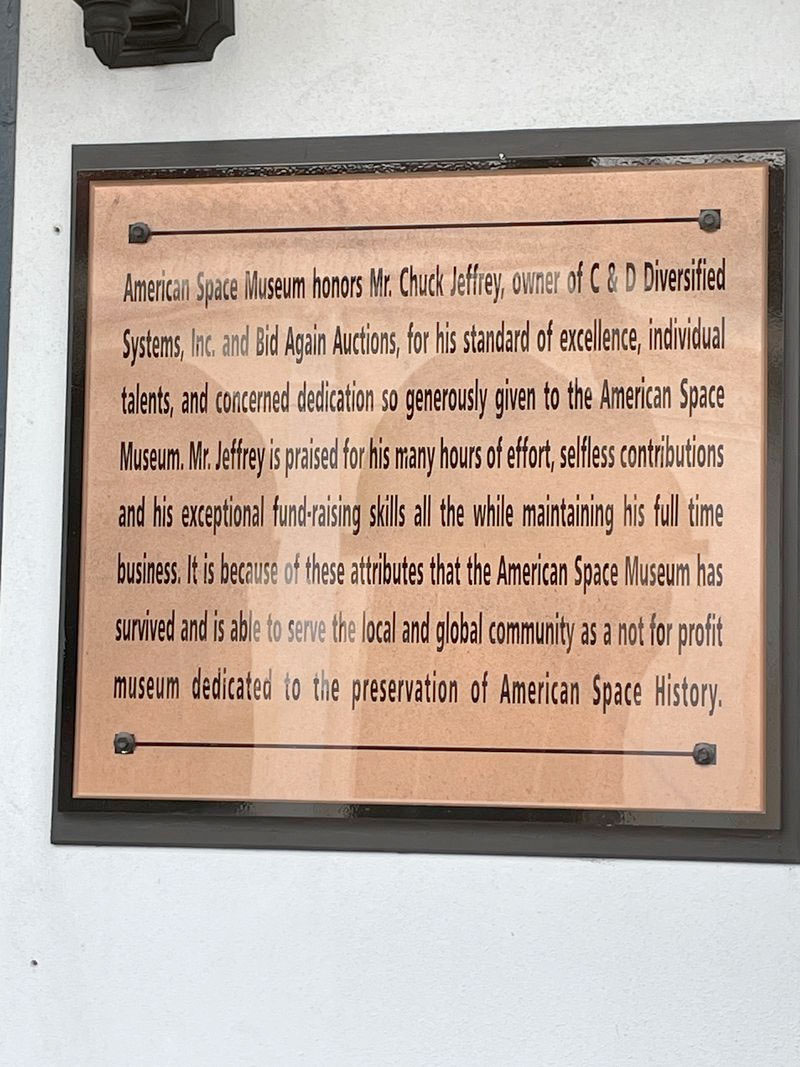 American Space Museum honors Mr. Chuck Jeffrey, owner of C & D Diversified
Systems, Inc. and Bid Again Auctions, for his standard of excellence, individual
talents, and concerned dedication so generously given to the American Space
Museum. Mr. Jeffrey is praised for his many hours of effort, selfless contributions
and his exceptional fund-raising skills all the while maintaining his full time
business. It is because of these attributes that the American Space Museum has
survived and is able to serve the local and global community as a not for profit
museum dedicated to the preservation of American Space History.